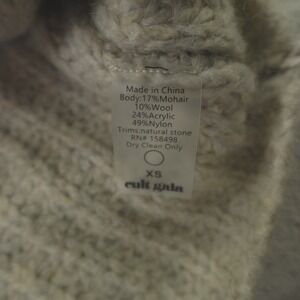 Made in China
Body:17%Mohair
10%Wool
24%Acrylic
49%Nylon
Trims:natural stone
RN# 158498
Dry Clean Only
XS
cult gaia